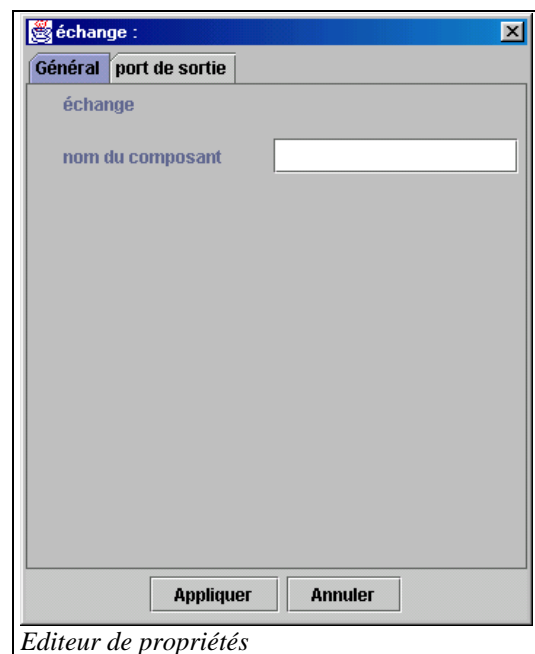 échange :
Général port de sortie
échange
nom du composant
Appliquer Annuler
Editeur de propriétés